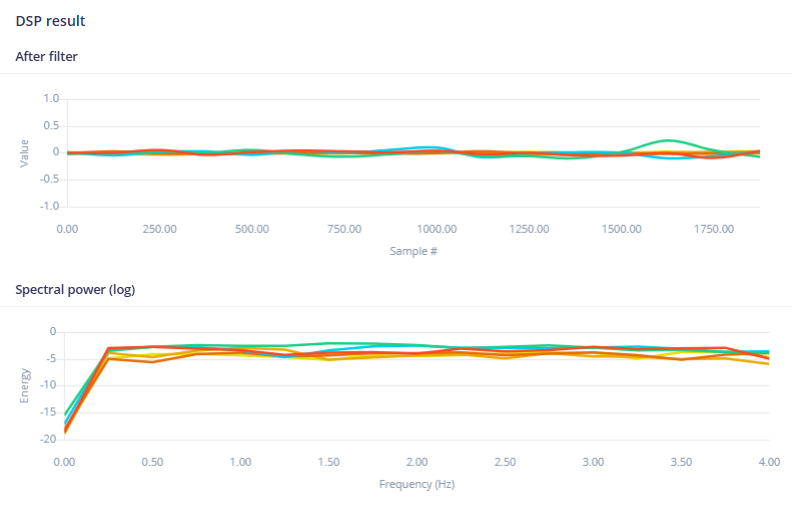 DSP result
After filter
1.0
0.5
0
-0.5
-1.0
Value
0.00 250.00 500.00 750.00 1000.00 1250.00 1500.00 1750.00
Sample #
Spectral power (log)
0
-5
-10
-15
-20
Energy
0.00 0.50 1.00 1.50 2.00 2.50 3.00 3.50 4.00
Frequency (Hz)